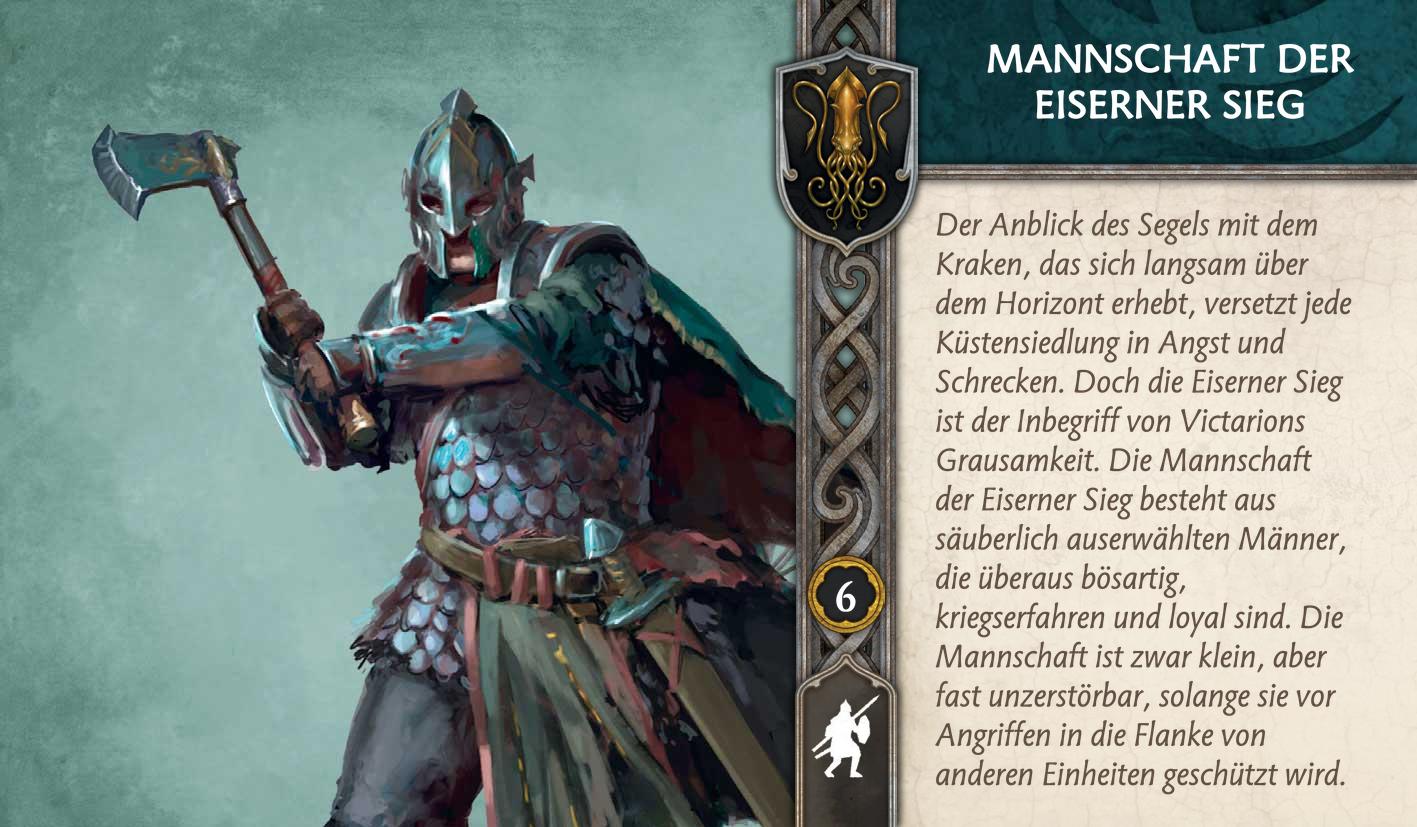 MANNSCHAFT DER
EISERNER SIEG
Der Anblick des Segels mit dem
Kraken, das sich langsam über
dem Horizont erhebt, versetzt jede
Küstensiedlung in Angst und
Schrecken. Doch die Eiserner Sieg
ist der Inbegriff von Victarions
Grausamkeit. Die Mannschaft
der Eiserner Sieg besteht aus
säuberlich auserwählten Männer,
die überaus bösartig,
kriegserfahren und loyal sind. Die
Mannschaft ist zwar klein, aber
fast unzerstörbar, solange sie vor
Angriffen in die Flanke von
anderen Einheiten geschützt wird.
6